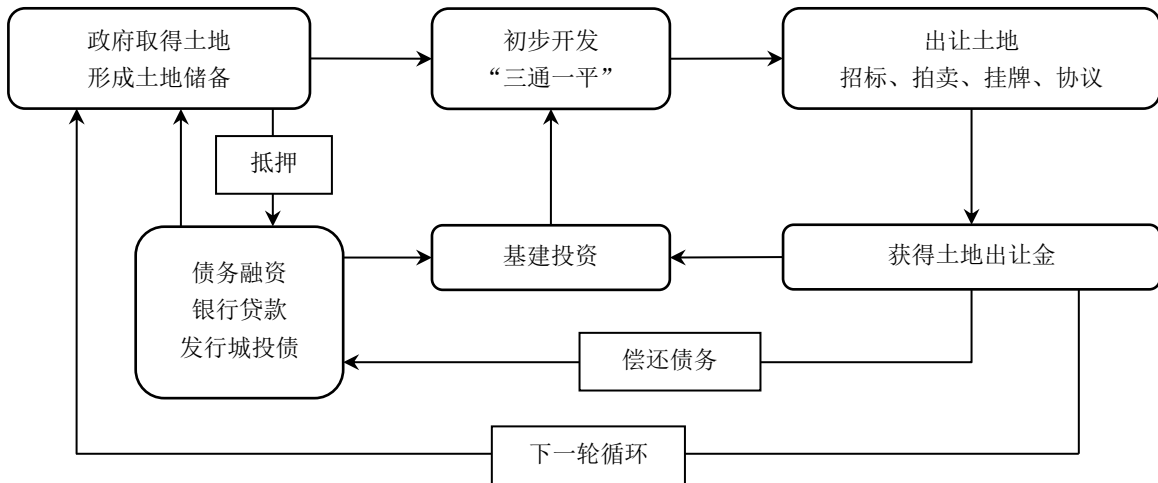 政府取得土地
形成土地储备
初步开发
“三通一平”
出让土地
招标、拍卖、挂牌、协议
抵押
债务融资
银行贷款
发行城投债
基建投资
获得土地出让金
偿还债务
下一轮循环